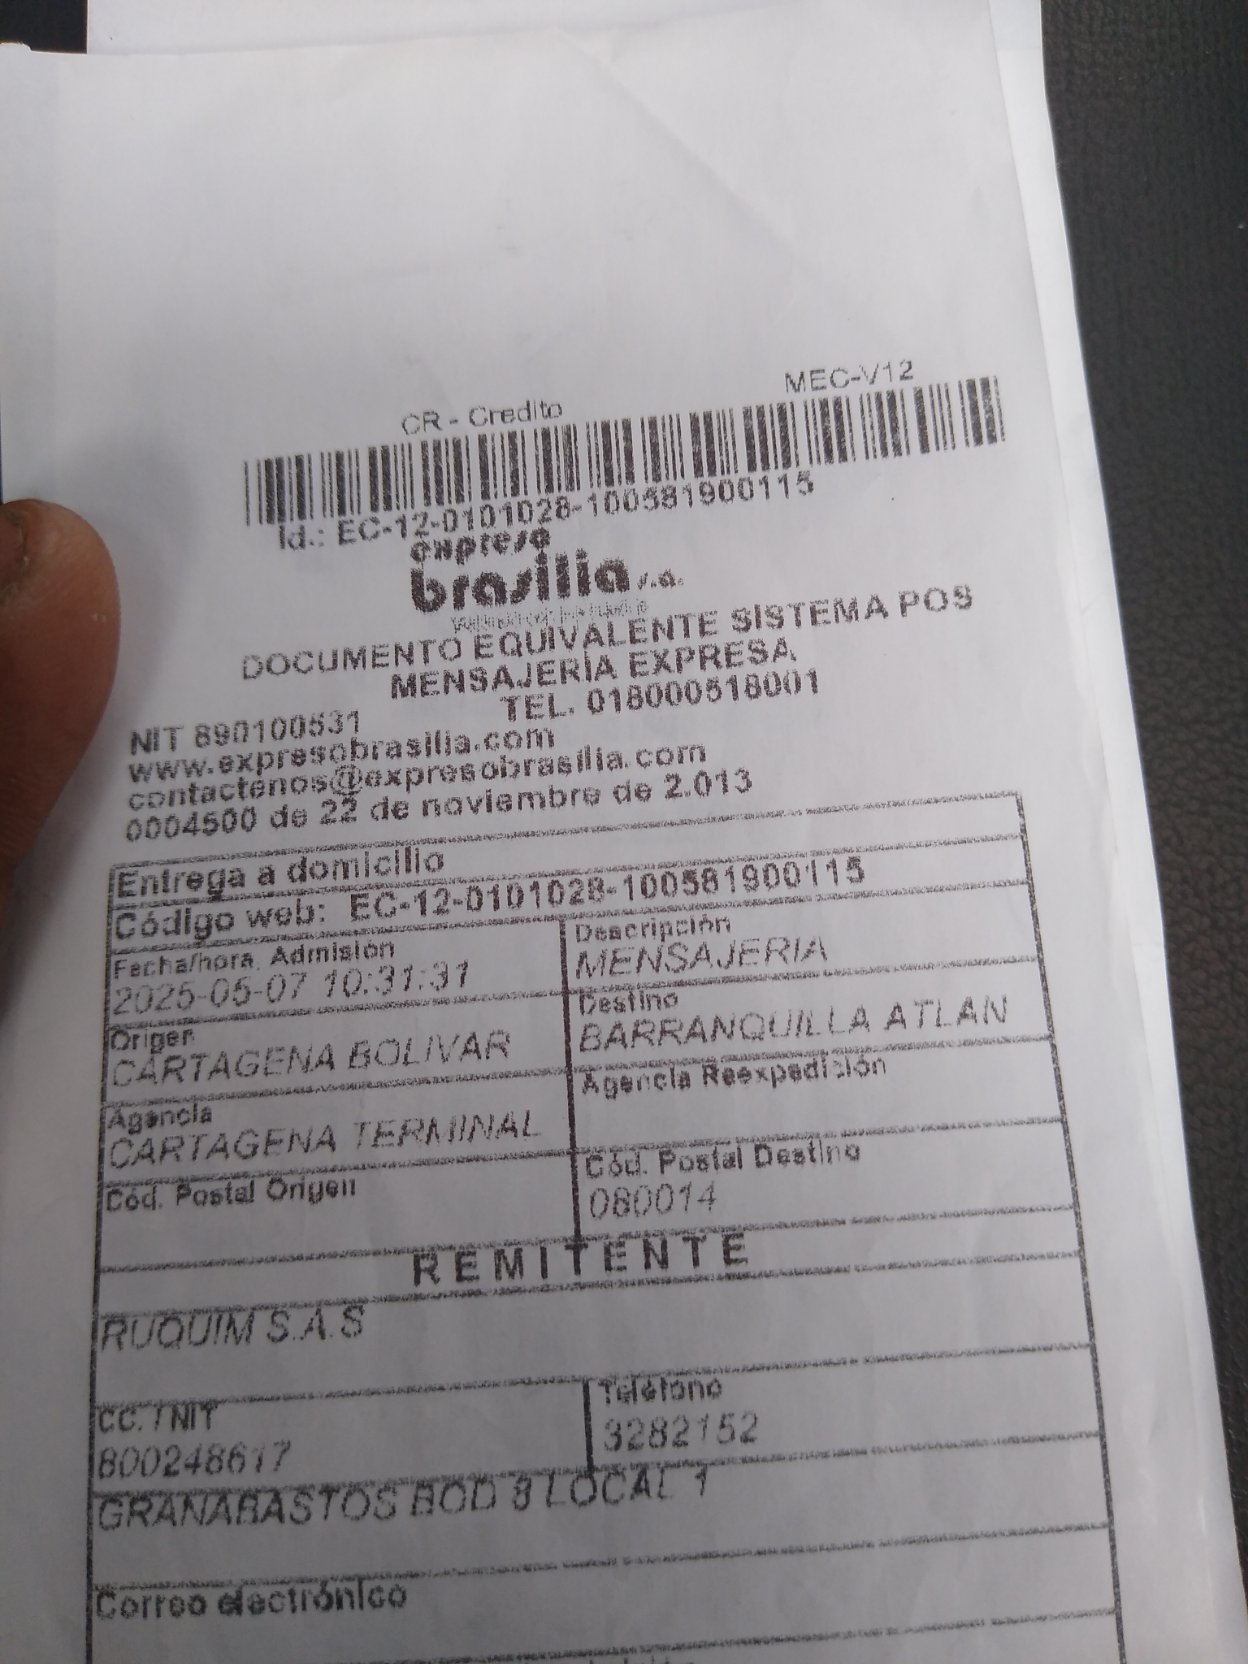 CR - Credito
MEC-V12
Id.: EC-12-0101028-100581900115
expreso
brasilia s.a.
DOCUMENTO EQUIVALENTE SISTEMA POS
MENSAJERÍA EXPRESA
TEL. 018000518001
NIT 890100531
www.expresobrasilia.com
contactenos@expresobrasilia.com
0004500 de 22 de noviembre de 2.013
Entrega a domicilio
Código web: EC-12-0101028-100581900115
Fecha/hora Admisión
2025-05-07 10:31:31
Descripción
MENSAJERIA
Origen
CARTAGENA BOLIVAR
Destino
BARRANQUILLA ATLAN
Agencia
CARTAGENA TERMINAL
Agencia Reexpedición
Cód. Postal Origen
Cód. Postal Destino
080014
REMITENTE
RUQUIM S.A.S
CC. / NIT
800248617
Teléfono
3282152
GRANABASTOS BOD 8 LOCAL 1
Correo electrónico